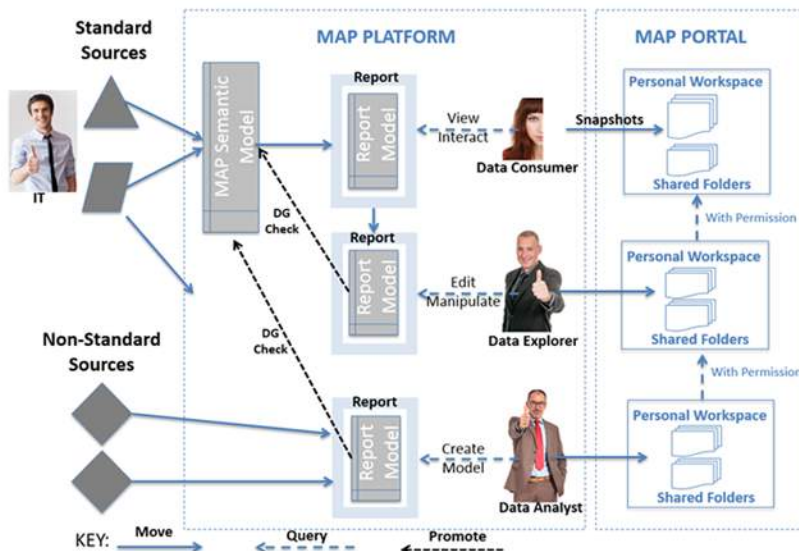 Standard
Sources
MAP PLATFORM
MAP PORTAL
IT
MAP Semantic
Model
Report
Report Model
View
Interact
Data Consumer
Snapshots
Personal Workspace
Shared Folders
DG
Check
Report
Report
Model
Edit
Manipulate
Data Explorer
With Permission
Personal Workspace
Shared Folders
Non-Standard
Sources
DG
Check
Report
Report
Model
Create
Model
Data Analyst
With Permission
Personal Workspace
Shared Folders
KEY:
Move
Query
Promote